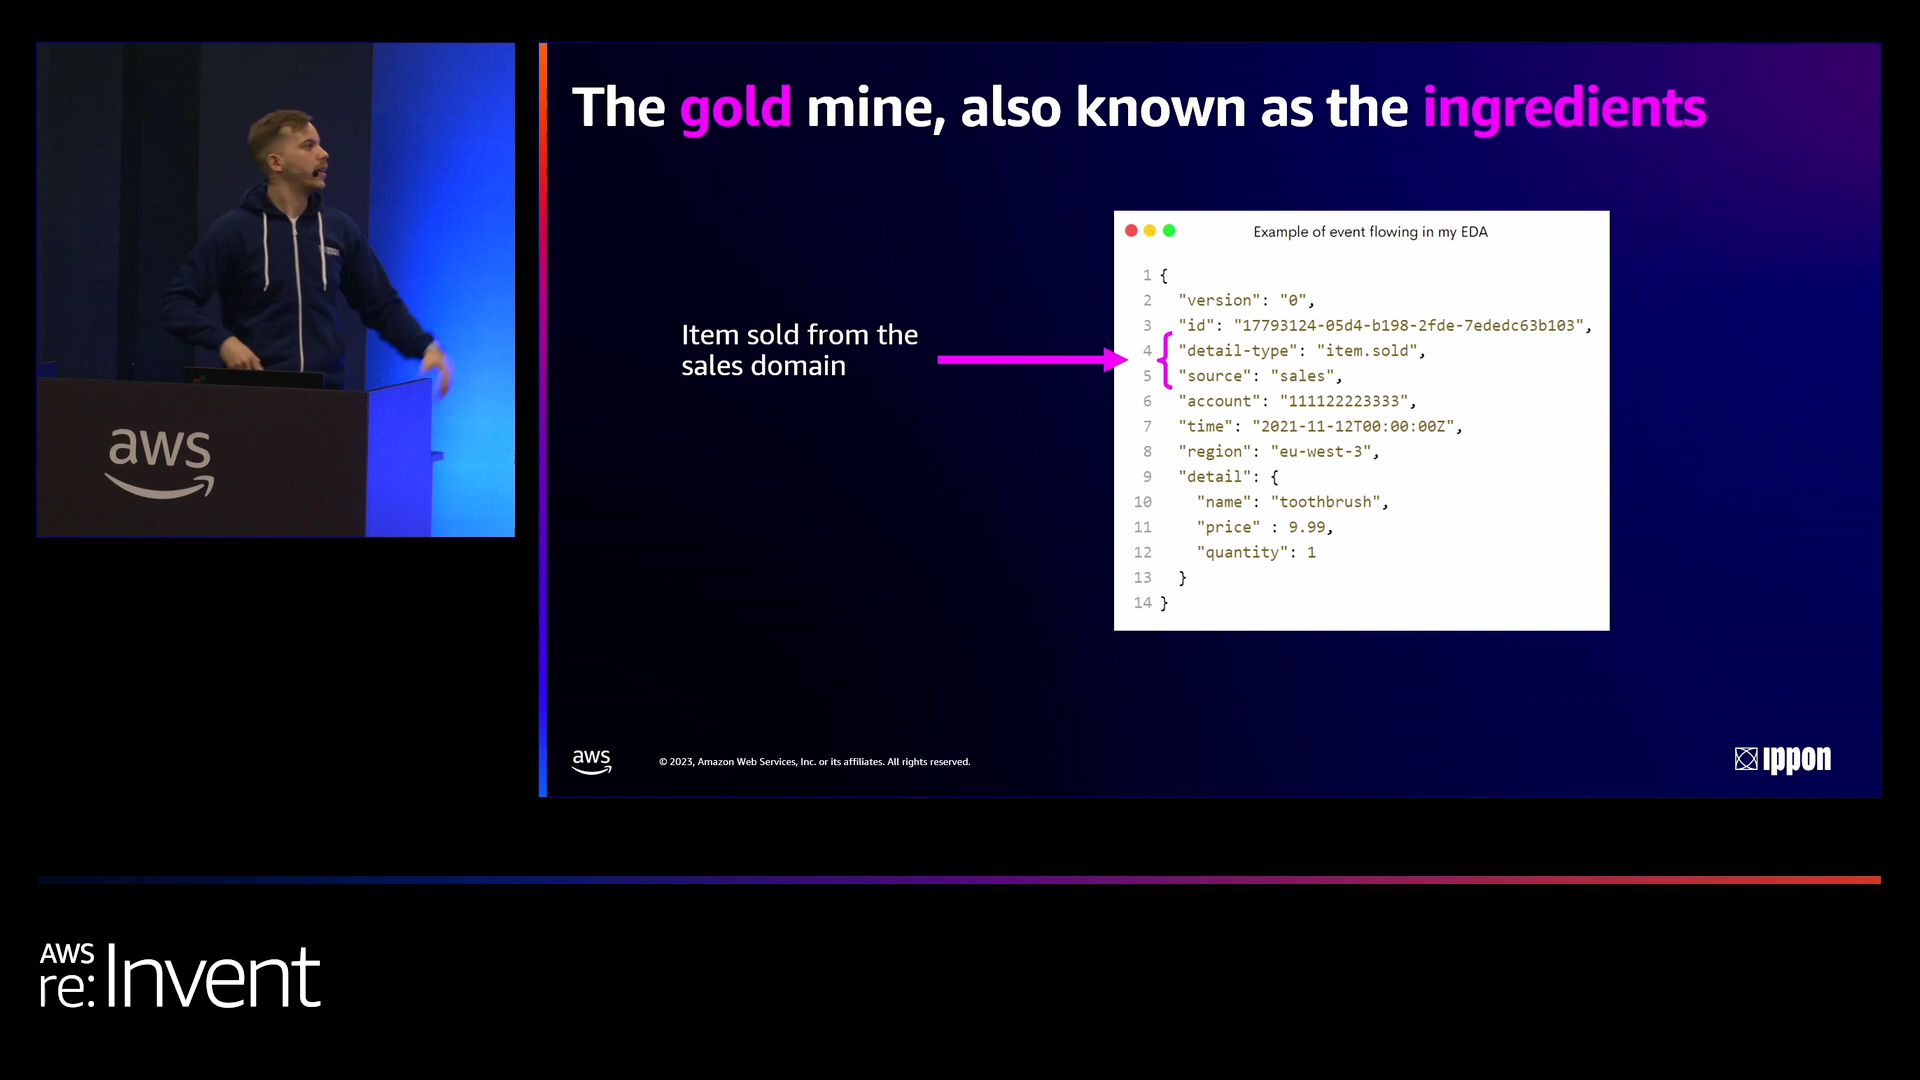 The gold mine, also known as the ingredients
Example of event flowing in my EDA
Item sold from the
sales domain
1 {
2 "version": "0",
3 "id": "17793124-05d4-b198-2fde-7ededc63b103",
4 "detail-type": "item.sold",
5 "source": "sales",
6 "account": "111122223333",
7 "time": "2021-11-12T00:00:00Z",
8 "region": "eu-west-3",
9 "detail": {
10 "name": "toothbrush",
11 "price" : 9.99,
12 "quantity": 1
13 }
14 }
aws
aws
© 2023, Amazon Web Services, Inc. or its affiliates. All rights reserved.
ippon
AWS
re:Invent